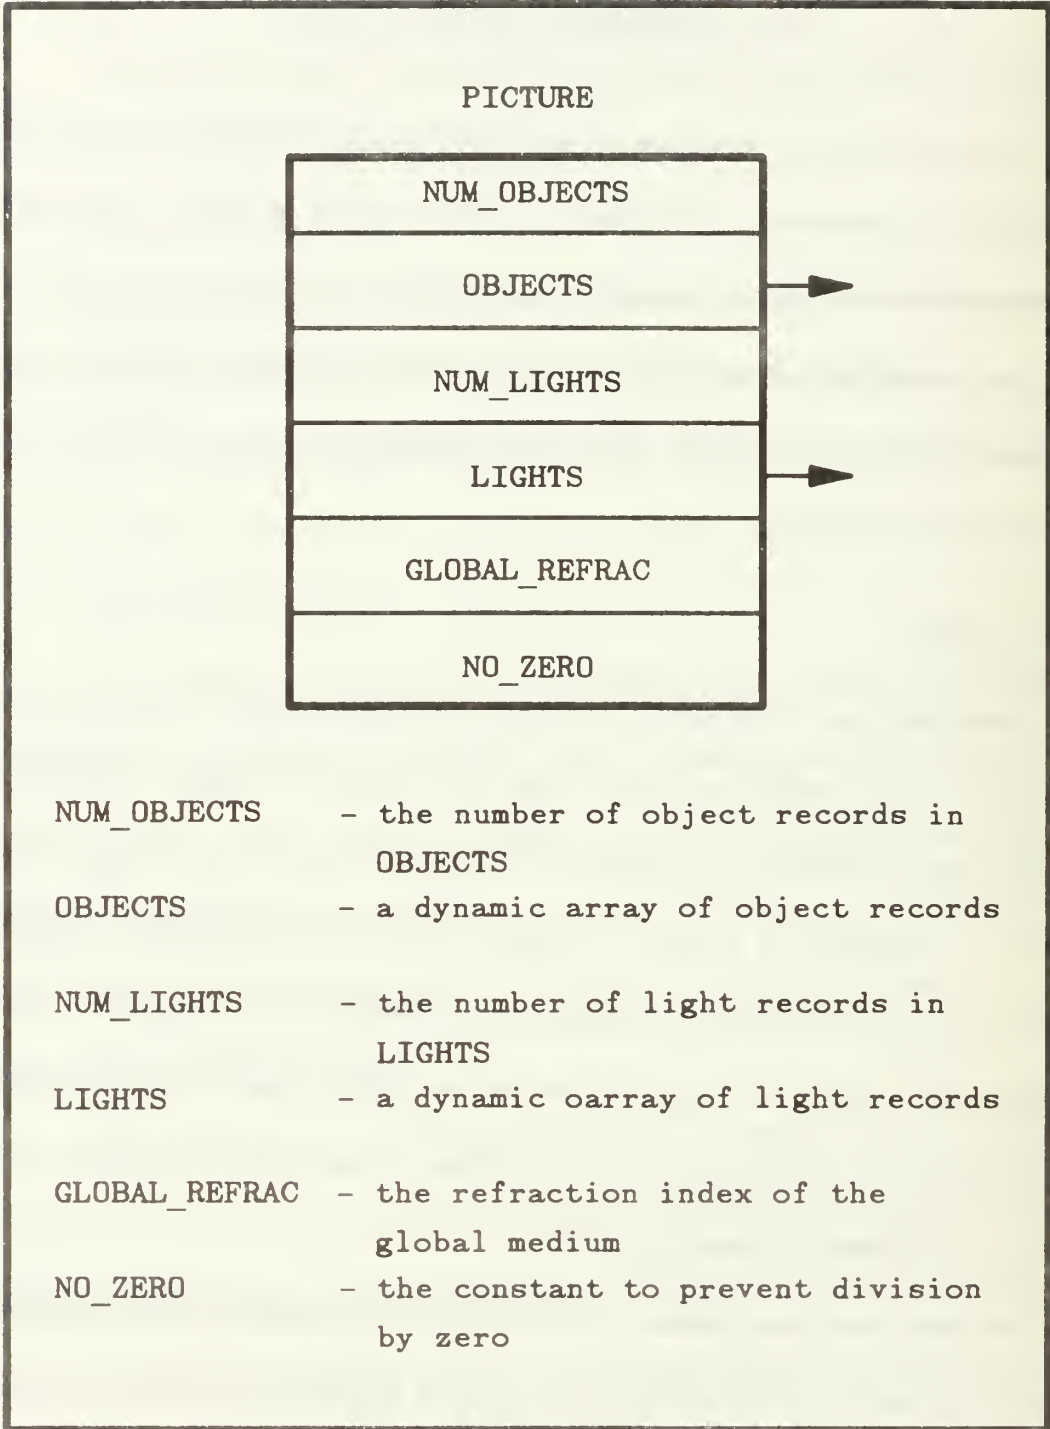 PICTURE
NUM_OBJECTS
OBJECTS
NUM_LIGHTS
LIGHTS
GLOBAL_REFRAC
NO_ZERO
NUM_OBJECTS - the number of object records in
OBJECTS
OBJECTS - a dynamic array of object records
NUM_LIGHTS - the number of light records in
LIGHTS
LIGHTS - a dynamic oarray of light records
GLOBAL_REFRAC - the refraction index of the
global medium
NO_ZERO - the constant to prevent division
by zero